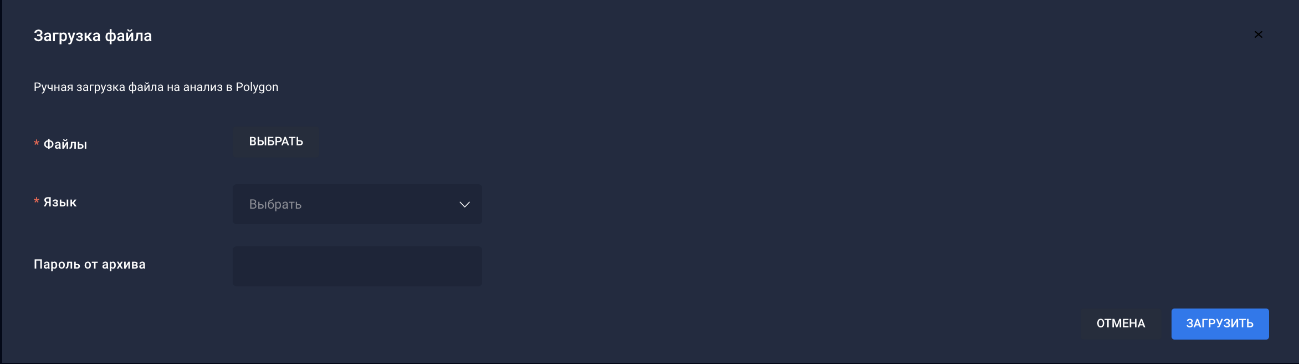 Загрузка файла
Ручная загрузка файла на анализ в Polygon
* Файлы
ВЫБРАТЬ
* Язык
Выбрать
Пароль от архива
ОТМЕНА
ЗАГРУЗИТЬ